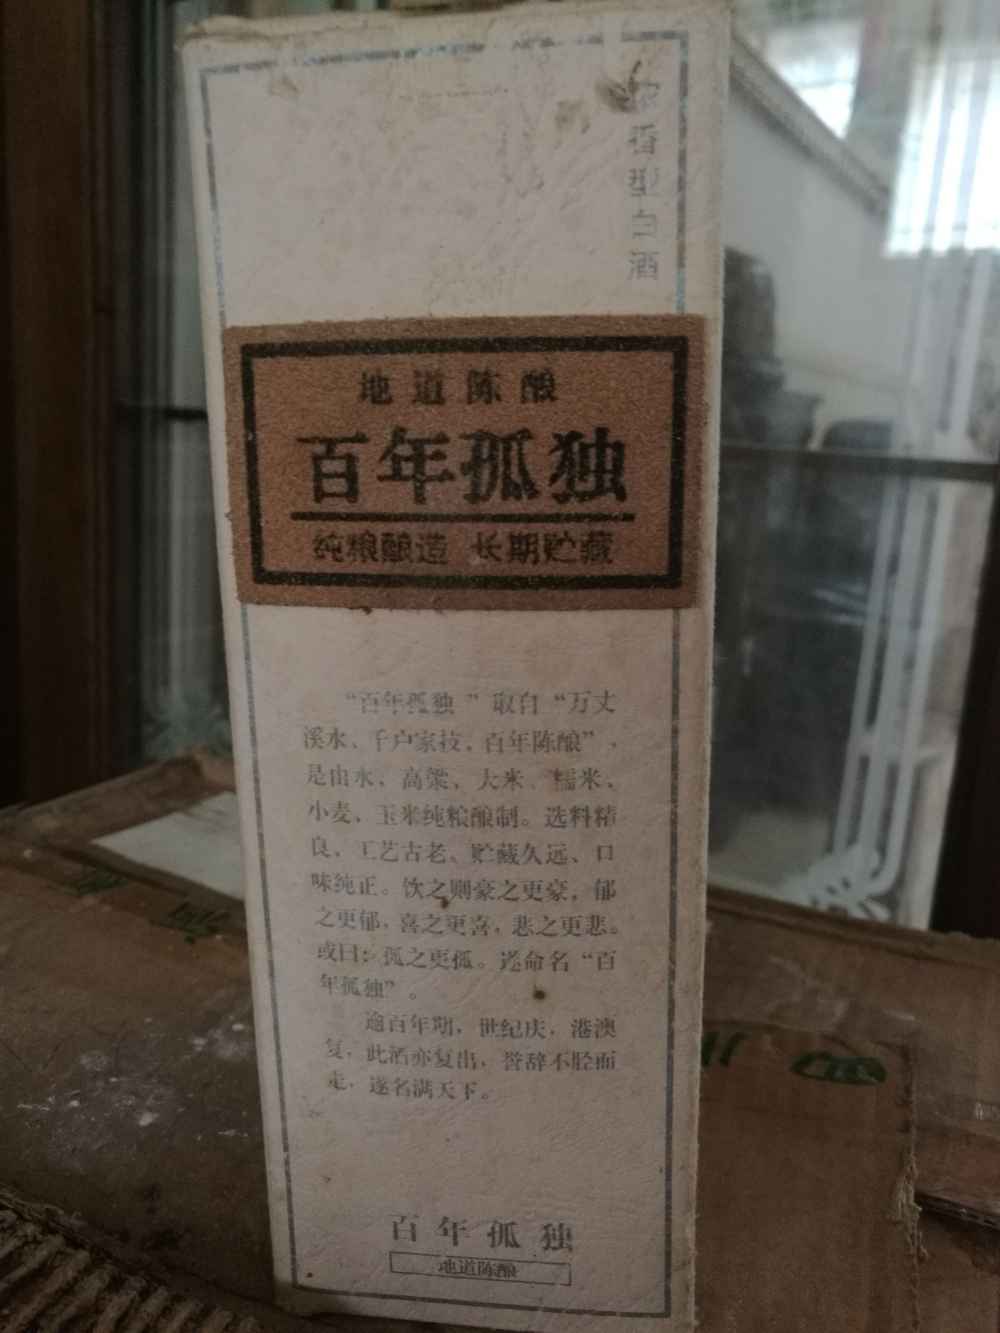 香型白酒
地道陈酿
百年孤独
纯粮酿造 长期贮藏
“百年孤独”取自“万丈
溪水、千户家技，百年陈酿”，
是由水、高粱、大米、糯米、
小麦、玉米纯粮酿制。选料精
良、工艺古老、贮藏久远、口
味纯正。饮之则豪之更豪，郁
之更郁，喜之更喜，悲之更悲。
或曰：孤之更孤。遂命名“百
年孤独”。
逾百年期，世纪庆，港澳
复，此酒亦复出，誉辞不胫而
走，遂名满天下。
百年孤独
地道陈酿